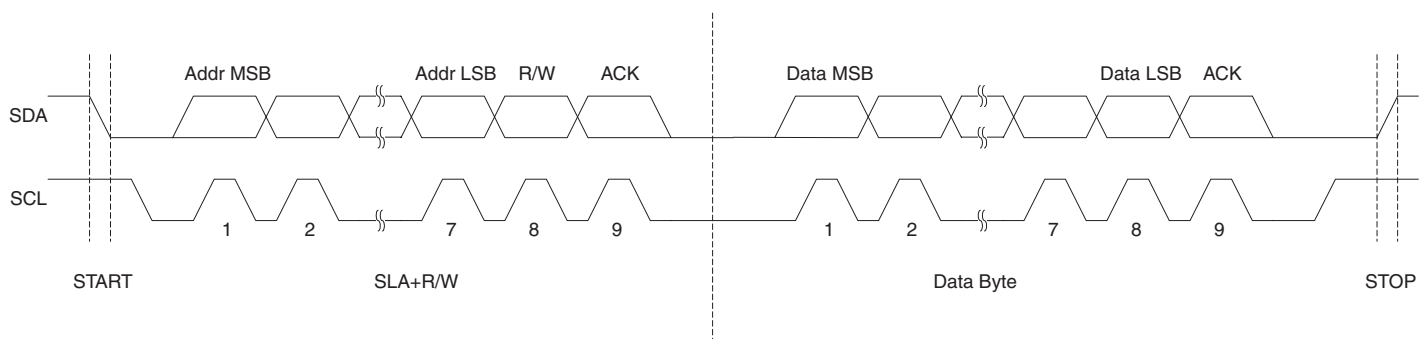 Addr MSB Addr LSB R/W ACK Data MSB Data LSB ACK
SDA
SCL
1 2 7 8 9 1 2 7 8 9
START SLA+R/W Data Byte STOP